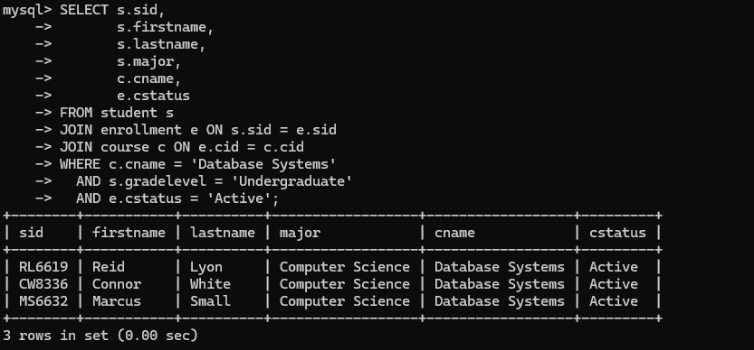 mysql> SELECT s.sid,
    ->        s.firstname,
    ->        s.lastname,
    ->        s.major,
    ->        c.cname,
    ->        e.cstatus
    -> FROM student s
    -> JOIN enrollment e ON s.sid = e.sid
    -> JOIN course c ON e.cid = c.cid
    -> WHERE c.cname = 'Database Systems'
    ->   AND s.gradelevel = 'Undergraduate'
    ->   AND e.cstatus = 'Active';
+--------+-----------+----------+------------------+------------------+---------+
| sid    | firstname | lastname | major            | cname            | cstatus |
+--------+-----------+----------+------------------+------------------+---------+
| RL6619 | Reid      | Lyon     | Computer Science | Database Systems | Active  |
| CW8336 | Connor    | White    | Computer Science | Database Systems | Active  |
| MS6632 | Marcus    | Small    | Computer Science | Database Systems | Active  |
+--------+-----------+----------+------------------+------------------+---------+
3 rows in set (0.00 sec)